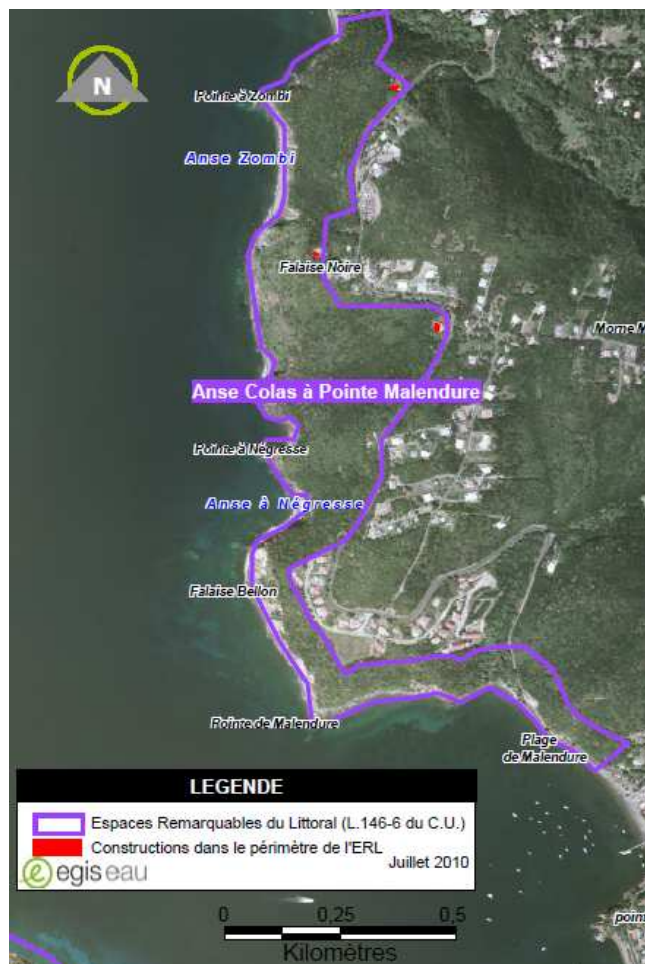 N
Pointe à Zombi
Anse Zombi
Falaise Noire
Morne M
Anse Colas à Pointe Malendure
Pointe à Négresse
Anse à Négresse
Falaise Bellon
Pointe de Malendure
Plage
de Malendure
LEGENDE
Espaces Remarquables du Littoral (L.146-6 du C.U.)
Constructions dans le périmètre de l'ERL
Juillet 2010
egis eau
point
0 0,25 0,5
Kilomètres